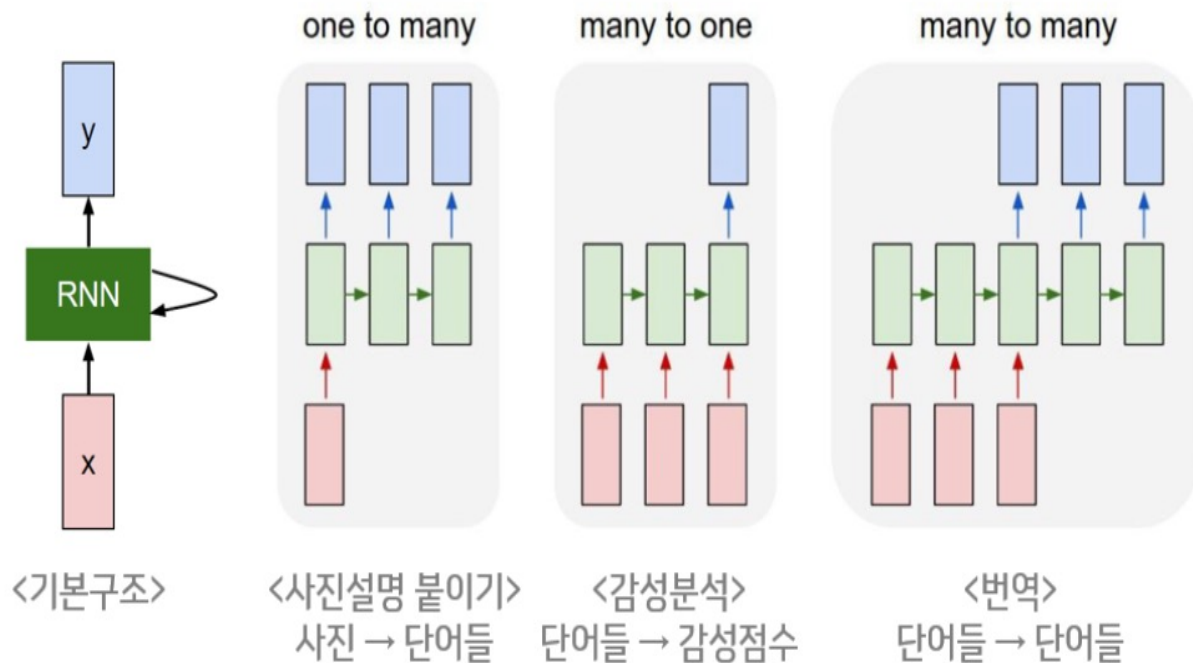 one to many
many to one
many to many
y
RNN
x
<기본구조>
<사진설명 붙이기>
사진 → 단어들
<감성분석>
단어들 → 감성점수
<번역>
단어들 → 단어들